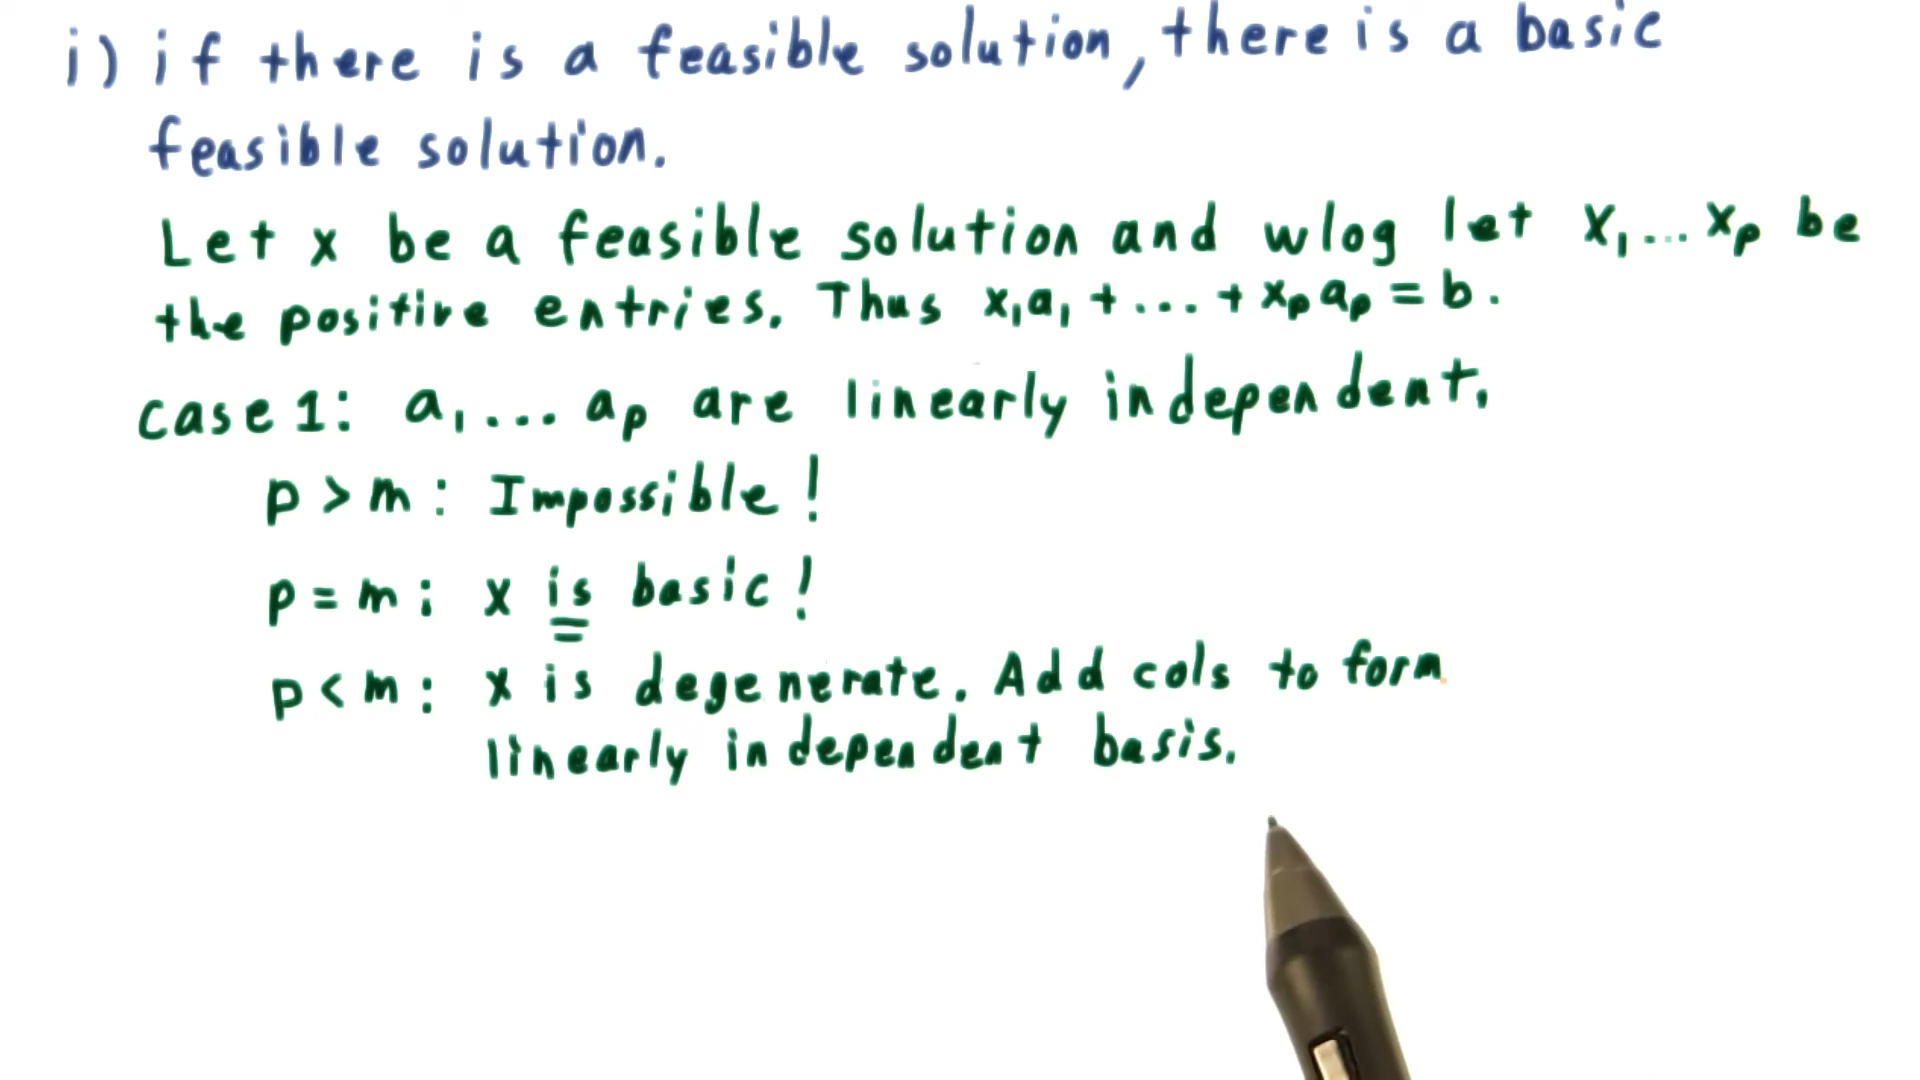 i) if there is a feasible solution, there is a basic
feasible solution.
Let x be a feasible solution and wlog let x₁...xₚ be
the positive entries. Thus x₁a₁ + ... + xₚaₚ = b.
case 1: a₁...aₚ are linearly independent.
p > m: Impossible!
p = m: x is basic!
p < m: x is degenerate. Add cols to form
linearly independent basis.